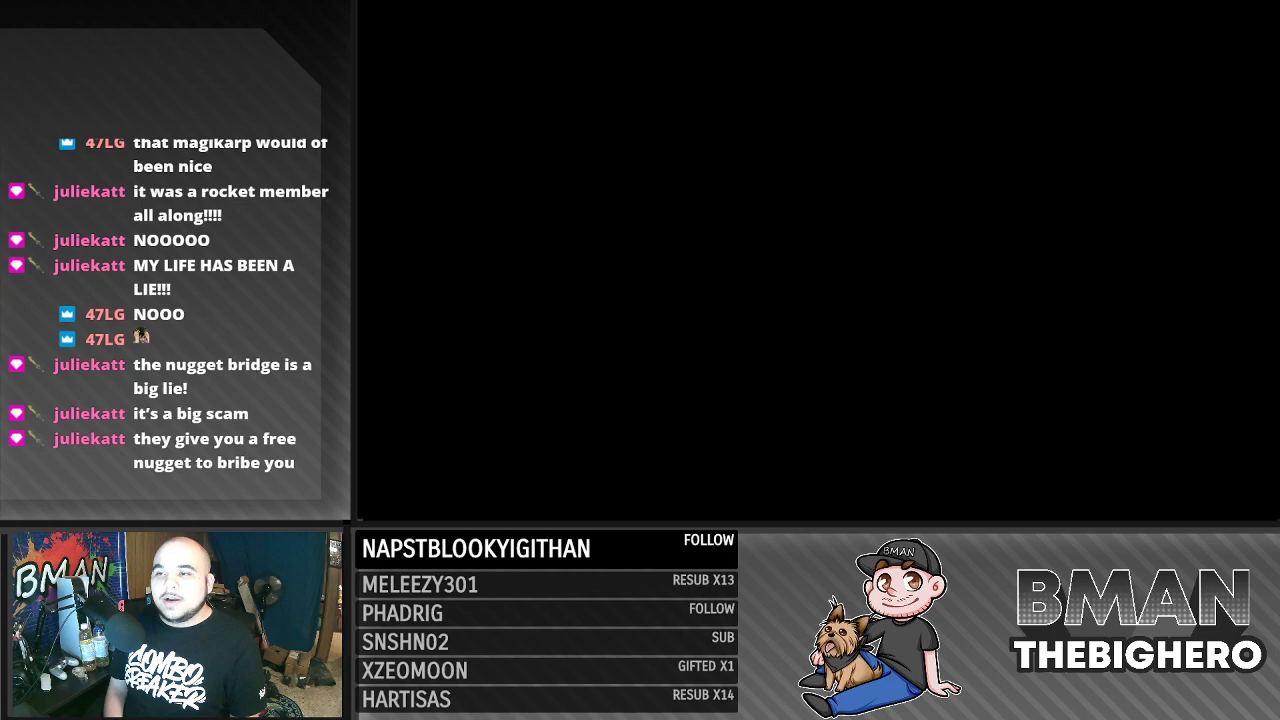 47LG that magikarp would of
been nice
juliekatt it was a rocket member
all along!!!!
juliekatt NOOOOO
juliekatt MY LIFE HAS BEEN A
LIE!!!
47LG NOOO
47LG
juliekatt the nugget bridge is a
big lie!
juliekatt it’s a big scam
juliekatt they give you a free
nugget to bribe you
BMAN
COMBO
BREAKER
NAPSTBLOOKYIGITHAN FOLLOW
MELEEZY301 RESUB X13
PHADRIG FOLLOW
SNSHN02 SUB
XZEOMOON GIFTED X1
HARTISAS RESUB X14
BMAN
BMAN
THEBIGHERO